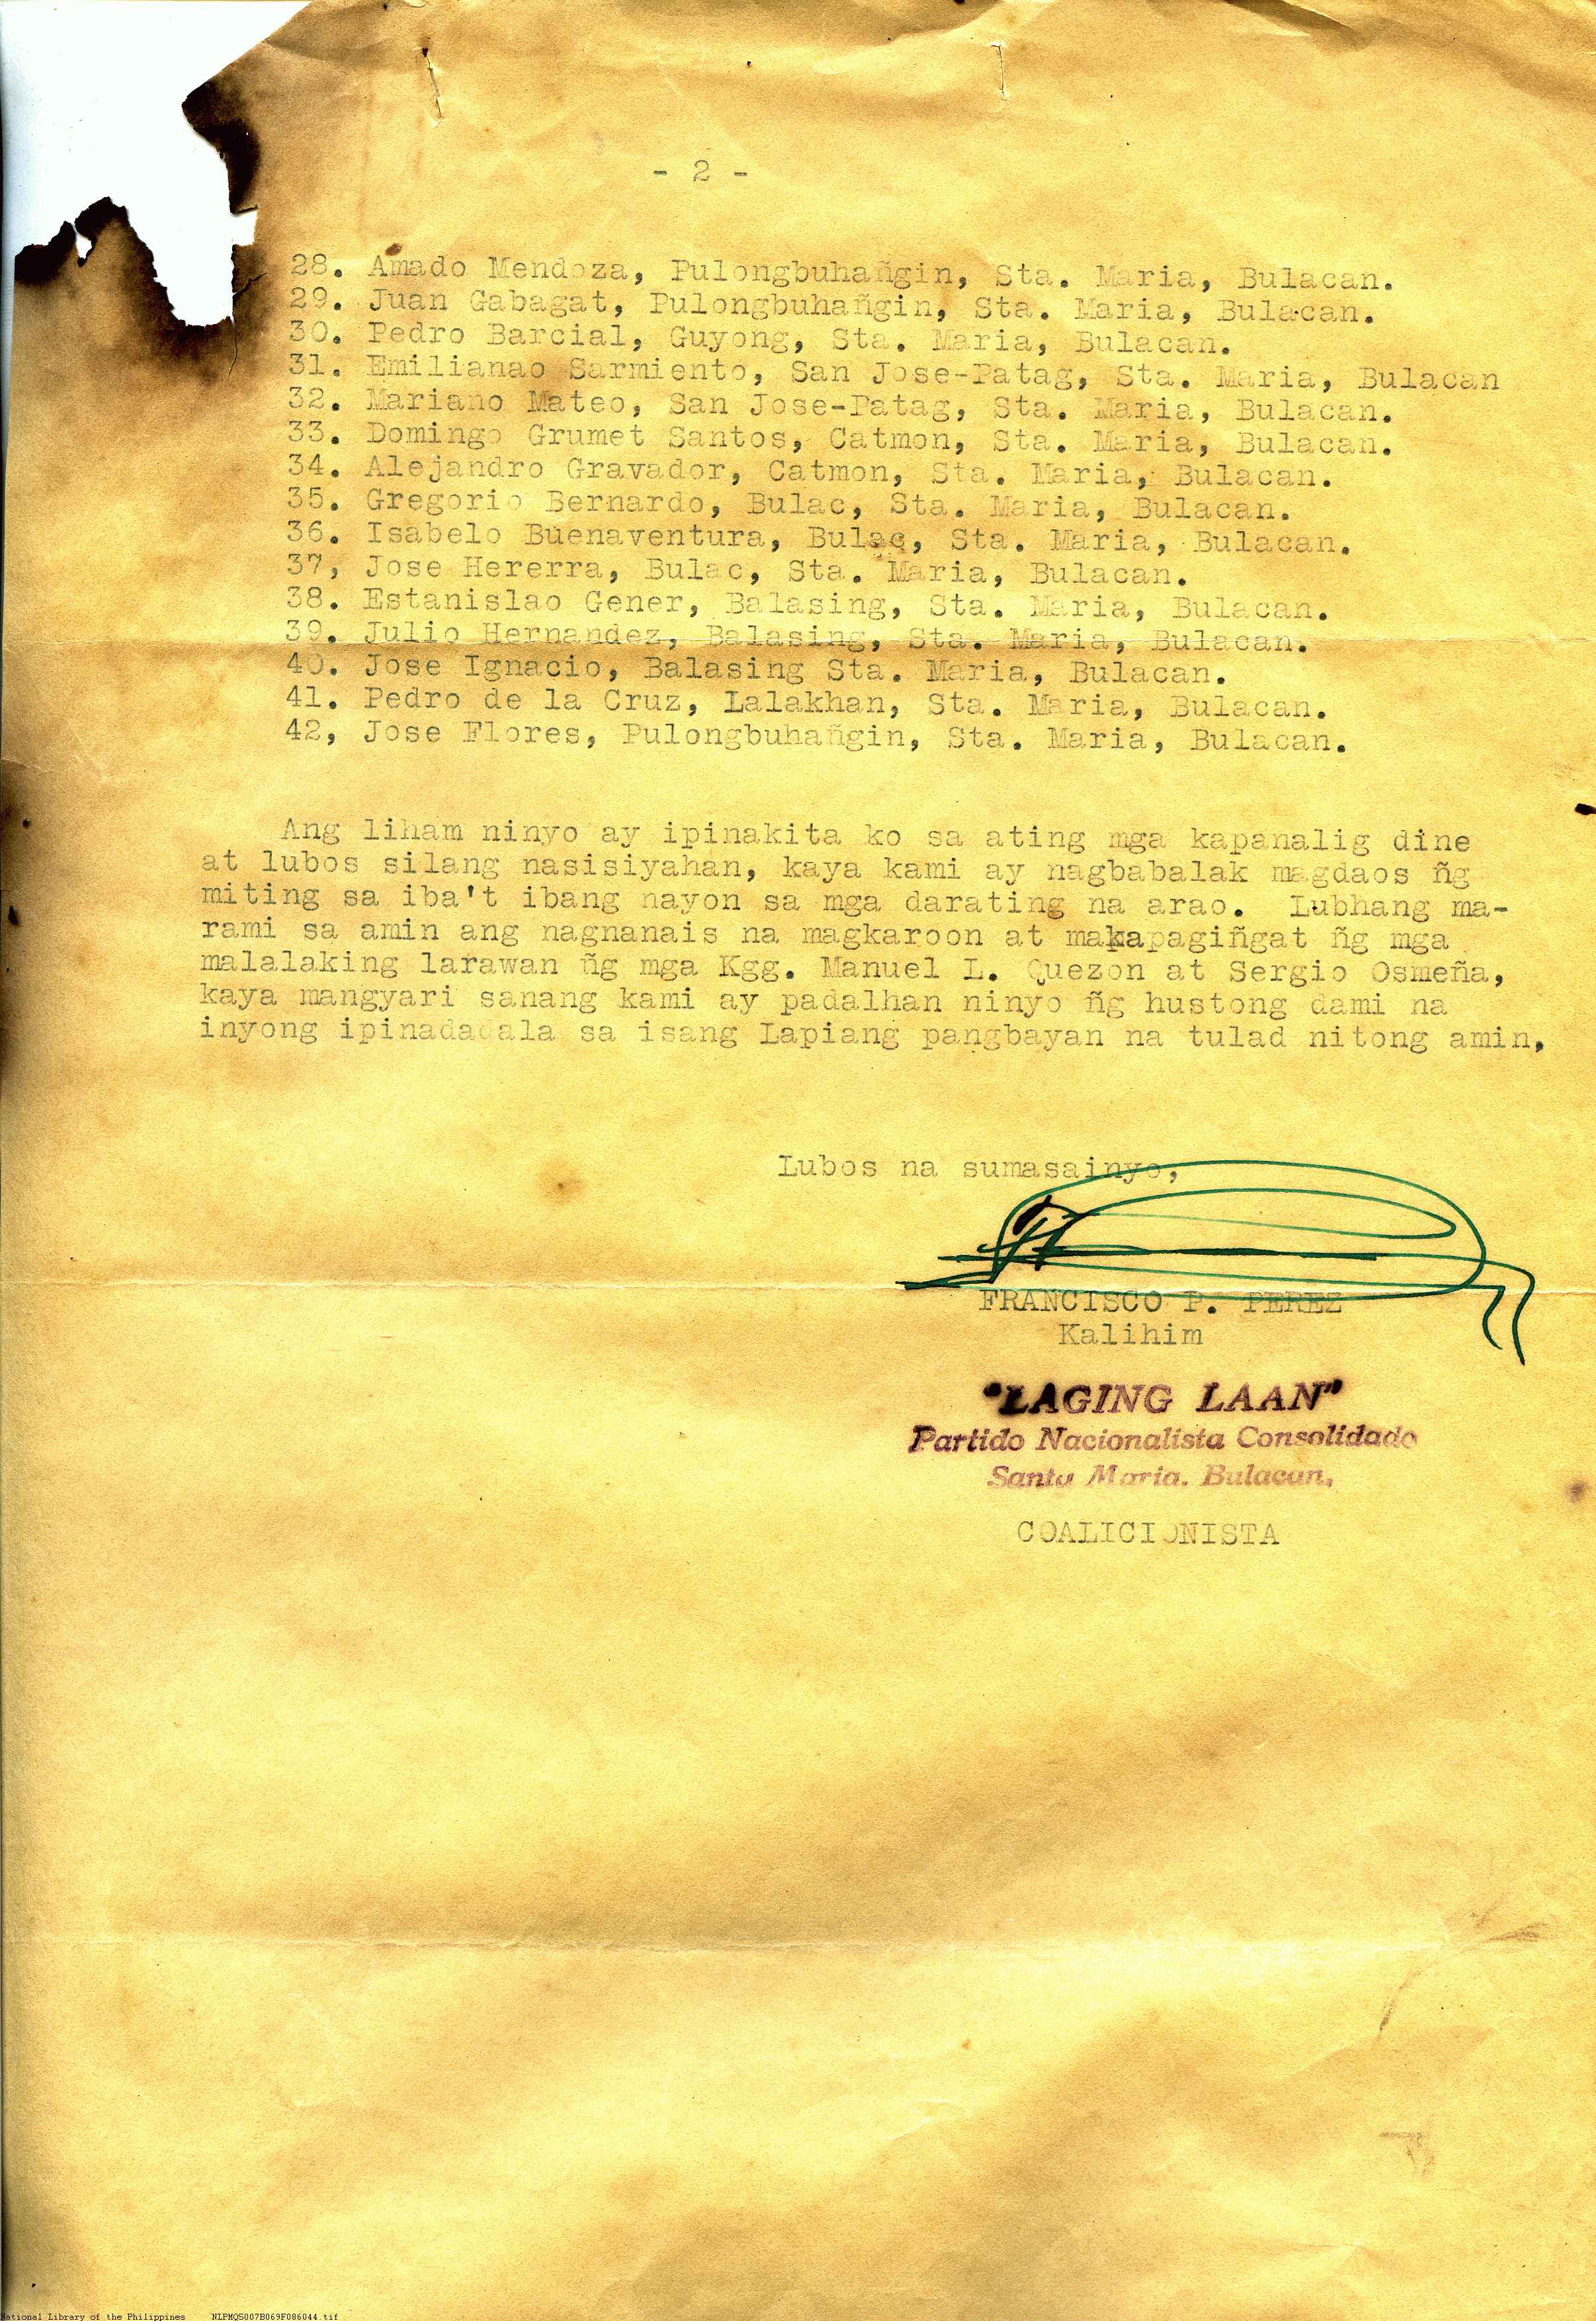 - 2 -
28. Amado Mendoza, Pulongbuhañgin, Sta. Maria, Bulacan.
29. Juan Gabagat, Pulongbuhañgin, Sta. Maria, Bulacan.
30. Pedro Barcial, Guyong, Sta. Maria, Bulacan.
31. Emilianao Sarmiento, San Jose-Patag, Sta. Maria, Bulacan
32. Mariano Mateo, San Jose-Patag, Sta. Maria, Bulacan.
33. Domingo Grumet Santos, Catmon, Sta. Maria, Bulacan.
34. Alejandro Gravador, Catmon, Sta. Maria, Bulacan.
35. Gregorio Bernardo, Bulac, Sta. Maria, Bulacan.
36. Isabelo Buenaventura, Bulac, Sta. Maria, Bulacan.
37, Jose Hererra, Bulac, Sta. Maria, Bulacan.
38. Estanislao Gener, Balasing, Sta. Maria, Bulacan.
39. Julio Hernandez, Balasing, Sta. Maria, Bulacan.
40. Jose Ignacio, Balasing Sta. Maria, Bulacan.
41. Pedro de la Cruz, Lalakhan, Sta. Maria, Bulacan.
42, Jose Flores, Pulongbuhañgin, Sta. Maria, Bulacan.
Ang liham ninyo ay ipinakita ko sa ating mga kapanalig dine
at lubos silang nasisiyahan, kaya kami ay nagbabalak magdaos ñg
miting sa iba't ibang nayon sa mga darating na arao. Lubhang ma-
rami sa amin ang nagnanais na magkaroon at makapagiñgat ñg mga
malalaking larawan ñg mga Kgg. Manuel L. Quezon at Sergio Osmeña,
kaya mangyari sanang kami ay padalhan ninyo ñg hustong dami na
inyong ipinadadala sa isang Lapiang pangbayan na tulad nitong amin.
Lubos na sumasainyo,
FRANCISCO P. PEREZ
Kalihim
"LAGING LAAN"
Partido Nacionalista Consolidado
Santa Maria. Bulacan.
COALICIONISTA
National Library of the Philippines NLPMQS007B069F086044.tif